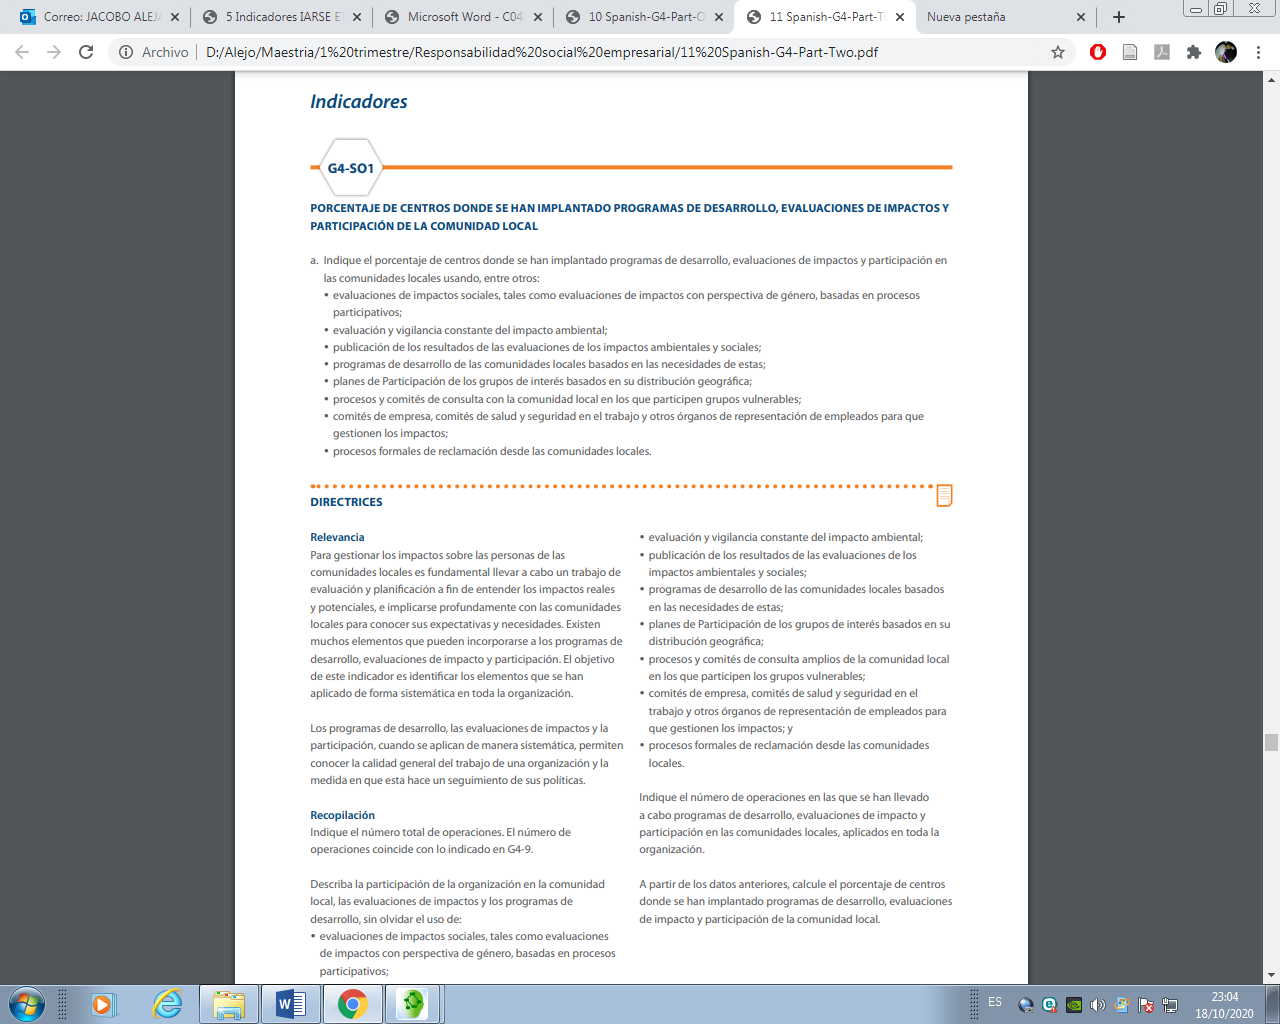 Correo: JACOBO ALEJA
5 Indicadores IARSE ET
Microsoft Word - C04
10 Spanish-G4-Part-O
11 Spanish-G4-Part-Tw
Nueva pestaña
Archivo
D:/Alejo/Maestria/1%20trimestre/Responsabilidad%20social%20empresarial/11%20Spanish-G4-Part-Two.pdf
Indicadores
G4-SO1
PORCENTAJE DE CENTROS DONDE SE HAN IMPLANTADO PROGRAMAS DE DESARROLLO, EVALUACIONES DE IMPACTOS Y
PARTICIPACIÓN DE LA COMUNIDAD LOCAL
a. Indique el porcentaje de centros donde se han implantado programas de desarrollo, evaluaciones de impactos y participación en
las comunidades locales usando, entre otros:
• evaluaciones de impactos sociales, tales como evaluaciones de impactos con perspectiva de género, basadas en procesos
participativos;
• evaluación y vigilancia constante del impacto ambiental;
• publicación de los resultados de las evaluaciones de los impactos ambientales y sociales;
• programas de desarrollo de las comunidades locales basados en las necesidades de estas;
• planes de Participación de los grupos de interés basados en su distribución geográfica;
• procesos y comités de consulta con la comunidad local en los que participen grupos vulnerables;
• comités de empresa, comités de salud y seguridad en el trabajo y otros órganos de representación de empleados para que
gestionen los impactos;
• procesos formales de reclamación desde las comunidades locales.
DIRECTRICES
Relevancia
Para gestionar los impactos sobre las personas de las
comunidades locales es fundamental llevar a cabo un trabajo de
evaluación y planificación a fin de entender los impactos reales
y potenciales, e implicarse profundamente con las comunidades
locales para conocer sus expectativas y necesidades. Existen
muchos elementos que pueden incorporarse a los programas de
desarrollo, evaluaciones de impacto y participación. El objetivo
de este indicador es identificar los elementos que se han
aplicado de forma sistemática en toda la organización.
Los programas de desarrollo, las evaluaciones de impactos y la
participación, cuando se aplican de manera sistemática, permiten
conocer la calidad general del trabajo de una organización y la
medida en que esta hace un seguimiento de sus políticas.
Recopilación
Indique el número total de operaciones. El número de
operaciones coincide con lo indicado en G4-9.
Describa la participación de la organización en la comunidad
local, las evaluaciones de impactos y los programas de
desarrollo, sin olvidar el uso de:
• evaluaciones de impactos sociales, tales como evaluaciones
de impactos con perspectiva de género, basadas en procesos
participativos;
• evaluación y vigilancia constante del impacto ambiental;
• publicación de los resultados de las evaluaciones de los
impactos ambientales y sociales;
• programas de desarrollo de las comunidades locales basados
en las necesidades de estas;
• planes de Participación de los grupos de interés basados en su
distribución geográfica;
• procesos y comités de consulta amplios de la comunidad local
en los que participen los grupos vulnerables;
• comités de empresa, comités de salud y seguridad en el
trabajo y otros órganos de representación de empleados para
que gestionen los impactos; y
• procesos formales de reclamación desde las comunidades
locales.
Indique el número de operaciones en las que se han llevado
a cabo programas de desarrollo, evaluaciones de impacto y
participación en las comunidades locales, aplicados en toda la
organización.
A partir de los datos anteriores, calcule el porcentaje de centros
donde se han implantado programas de desarrollo, evaluaciones
de impacto y participación de la comunidad local.
ES
23:04
18/10/2020